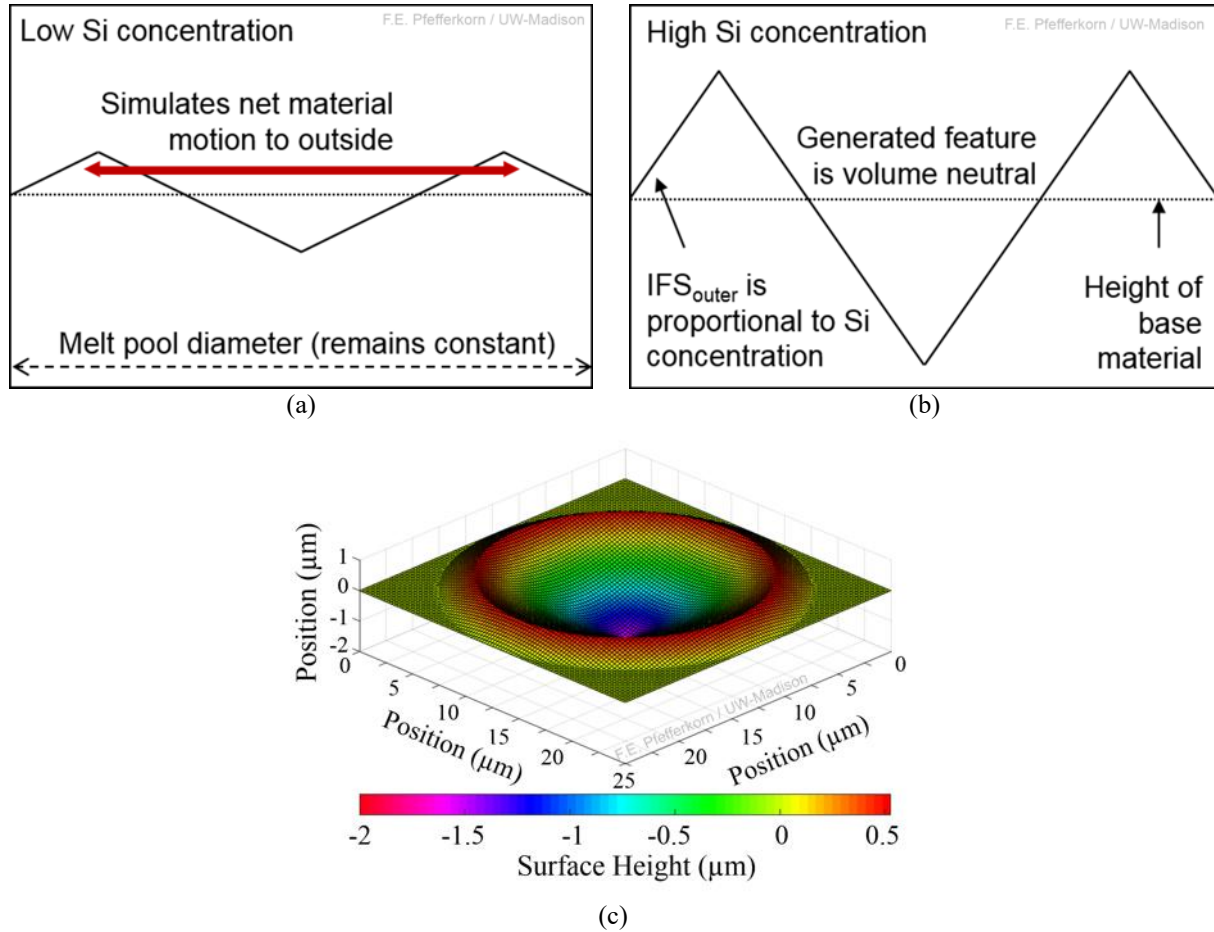 F.E. Pfefferkorn / UW-Madison
Low Si concentration
Simulates net material
motion to outside
Melt pool diameter (remains constant)
(a)
F.E. Pfefferkorn / UW-Madison
High Si concentration
Generated feature
is volume neutral
IFSouter is
proportional to Si
concentration
Height of
base
material
(b)
Position (µm)
1
0
-1
-2
0
5
10
15
20
25
Position (µm)
0
5
10
15
20
Position (µm)
F.E. Pfefferkorn / UW-Madison
-2 -1.5 -1 -0.5 0 0.5
Surface Height (µm)
(c)